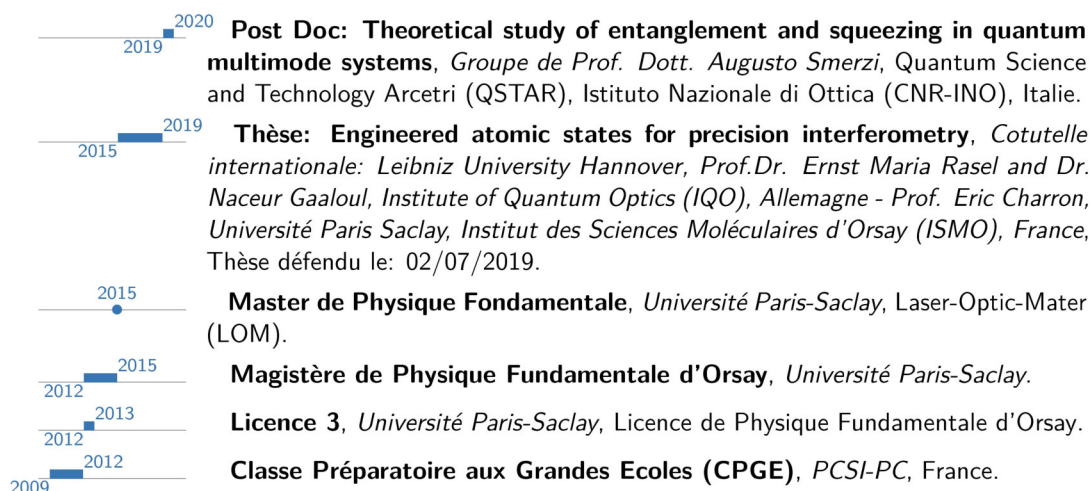 2020
2019
Post Doc: Theoretical study of entanglement and squeezing in quantum
multimode systems, Groupe de Prof. Dott. Augusto Smerzi, Quantum Science
and Technology Arcetri (QSTAR), Istituto Nazionale di Ottica (CNR-INO), Italie.
2019
2015
Thèse: Engineered atomic states for precision interferometry, Cotutelle
internationale: Leibniz University Hannover, Prof.Dr. Ernst Maria Rasel and Dr.
Naceur Gaaloul, Institute of Quantum Optics (IQO), Allemagne - Prof. Eric Charron,
Université Paris Saclay, Institut des Sciences Moléculaires d'Orsay (ISMO), France,
Thèse défendu le: 02/07/2019.
2015
Master de Physique Fondamentale, Université Paris-Saclay, Laser-Optic-Mater
(LOM).
2015
2012
Magistère de Physique Fundamentale d'Orsay, Université Paris-Saclay.
2013
2012
Licence 3, Université Paris-Saclay, Licence de Physique Fundamentale d'Orsay.
2012
2009
Classe Préparatoire aux Grandes Ecoles (CPGE), PCSI-PC, France.